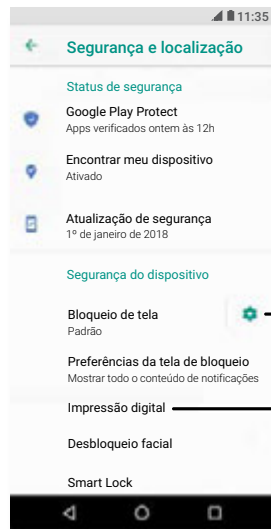 11:35
Segurança e localização
Status de segurança
Google Play Protect
Apps verificados ontem às 12h
Encontrar meu dispositivo
Ativado
Atualização de segurança
1º de janeiro de 2018
Segurança do dispositivo
Bloqueio de tela
Padrão
Preferências da tela de bloqueio
Mostrar todo o conteúdo de notificações
Impressão digital
Desbloqueio facial
Smart Lock